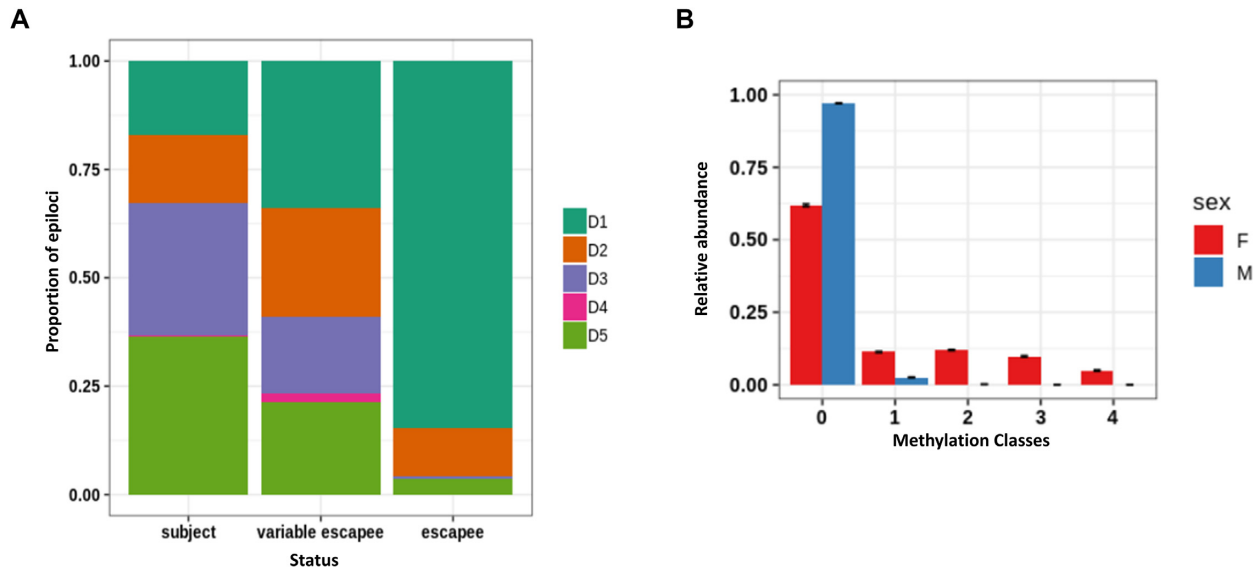 A
1.00
0.75
0.50
0.25
0.00
Proportion of epiloci
subject variable escapee escapee
Status
D1
D2
D3
D4
D5
B
1.00
0.75
0.50
0.25
0.00
Relative abundance
0 1 2 3 4
Methylation Classes
sex
F
M